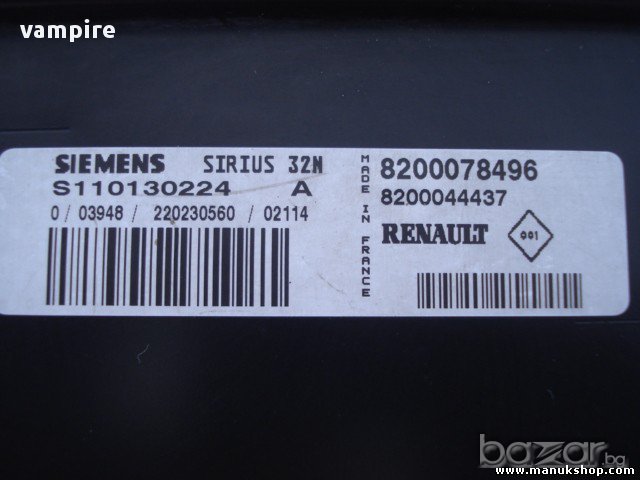 vampire
SIEMENS SIRIUS 32N
S110130224 A
0 / 03948 / 220230560 / 02114
MADE IN FRANCE
8200078496
8200044437
RENAULT 001
bazar.bg
www.manukshop.com